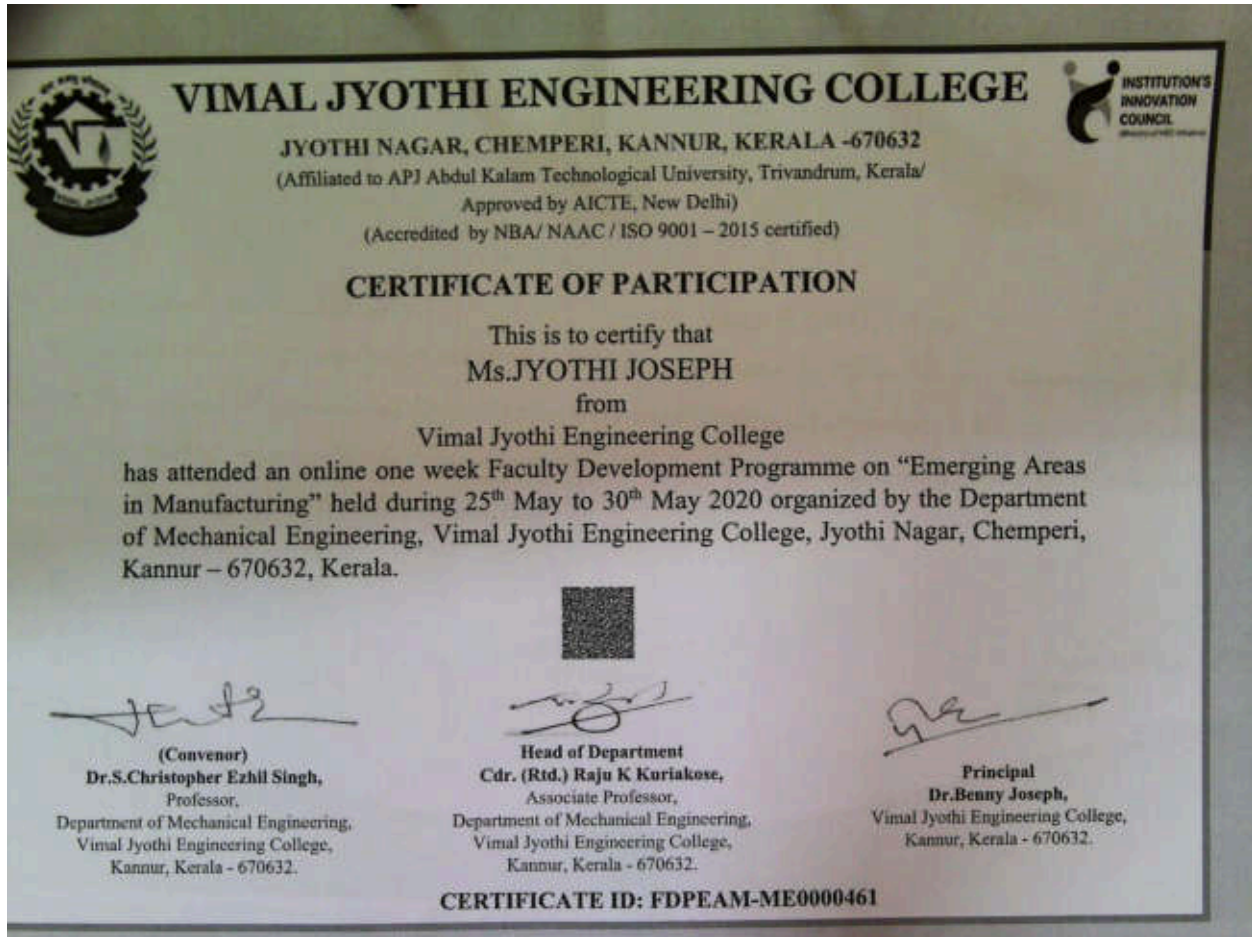 VIMAL JYOTHI ENGINEERING COLLEGE
INSTITUTION'S
INNOVATION
COUNCIL
JYOTHI NAGAR, CHEMPERI, KANNUR, KERALA -670632
(Affiliated to APJ Abdul Kalam Technological University, Trivandrum, Kerala/
Approved by AICTE, New Delhi)
(Accredited by NBA/ NAAC / ISO 9001 – 2015 certified)
CERTIFICATE OF PARTICIPATION
This is to certify that
Ms.JYOTHI JOSEPH
from
Vimal Jyothi Engineering College
has attended an online one week Faculty Development Programme on “Emerging Areas
in Manufacturing” held during 25th May to 30th May 2020 organized by the Department
of Mechanical Engineering, Vimal Jyothi Engineering College, Jyothi Nagar, Chemperi,
Kannur – 670632, Kerala.
(Convenor)
Dr.S.Christopher Ezhil Singh,
Professor,
Department of Mechanical Engineering,
Vimal Jyothi Engineering College,
Kannur, Kerala - 670632.
Head of Department
Cdr. (Rtd.) Raju K Kuriakose,
Associate Professor,
Department of Mechanical Engineering,
Vimal Jyothi Engineering College,
Kannur, Kerala - 670632.
Principal
Dr.Benny Joseph,
Vimal Jyothi Engineering College,
Kannur, Kerala - 670632.
CERTIFICATE ID: FDPEAM-ME0000461